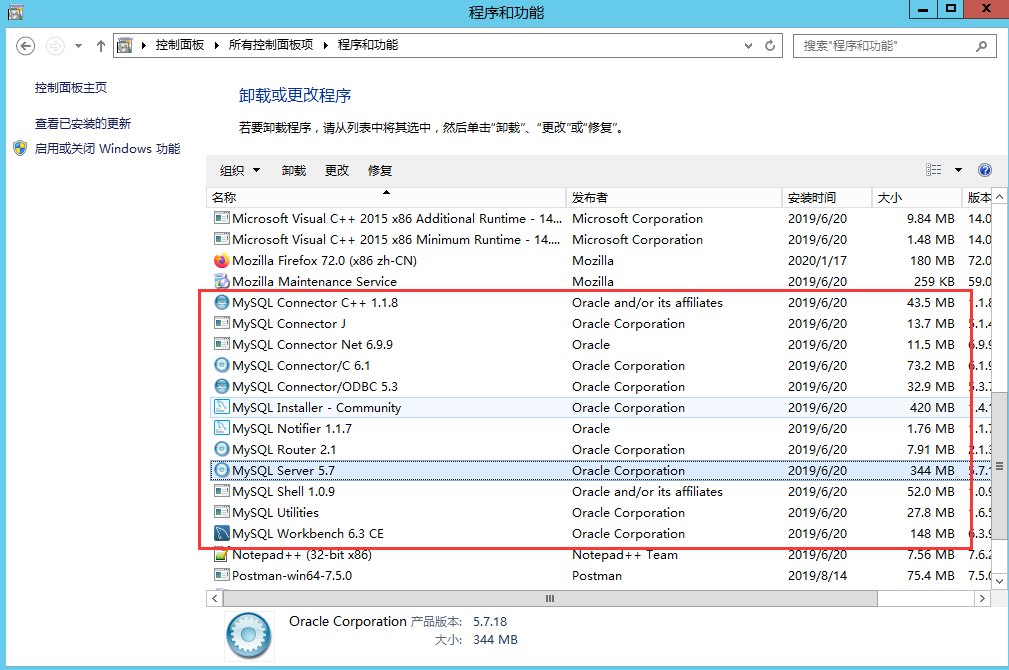 程序和功能
控制面板 所有控制面板项 程序和功能 搜索"程序和功能"
控制面板主页
查看已安装的更新
启用或关闭 Windows 功能
卸载或更改程序
若要卸载程序，请从列表中将其选中，然后单击"卸载"、"更改"或"修复"。
组织 卸载 更改 修复
名称 发布者 安装时间 大小 版本
Microsoft Visual C++ 2015 x86 Additional Runtime - 14... Microsoft Corporation 2019/6/20 9.84 MB 14.0
Microsoft Visual C++ 2015 x86 Minimum Runtime - 14.... Microsoft Corporation 2019/6/20 1.48 MB 14.0
Mozilla Firefox 72.0 (x86 zh-CN) Mozilla 2020/1/17 180 MB 72.0
Mozilla Maintenance Service Mozilla 2019/6/20 259 KB 59.0
MySQL Connector C++ 1.1.8 Oracle and/or its affiliates 2019/6/20 43.5 MB 1.1.8
MySQL Connector J Oracle Corporation 2019/6/20 13.7 MB 5.1.4
MySQL Connector Net 6.9.9 Oracle 2019/6/20 11.5 MB 6.9.9
MySQL Connector/C 6.1 Oracle Corporation 2019/6/20 73.2 MB 6.1.9
MySQL Connector/ODBC 5.3 Oracle Corporation 2019/6/20 32.9 MB 5.3.7
MySQL Installer - Community Oracle Corporation 2019/6/20 420 MB 1.4.1
MySQL Notifier 1.1.7 Oracle 2019/6/20 1.76 MB 1.1.7
MySQL Router 2.1 Oracle Corporation 2019/6/20 7.91 MB 2.1.3
MySQL Server 5.7 Oracle Corporation 2019/6/20 344 MB 5.7.1
MySQL Shell 1.0.9 Oracle and/or its affiliates 2019/6/20 52.0 MB 1.0.9
MySQL Utilities Oracle Corporation 2019/6/20 27.8 MB 1.6.5
MySQL Workbench 6.3 CE Oracle Corporation 2019/6/20 148 MB 6.3.9
Notepad++ (32-bit x86) Notepad++ Team 2019/6/20 7.56 MB 7.6.2
Postman-win64-7.5.0 Postman 2019/8/14 75.4 MB 7.5.0
Oracle Corporation 产品版本: 5.7.18
大小: 344 MB